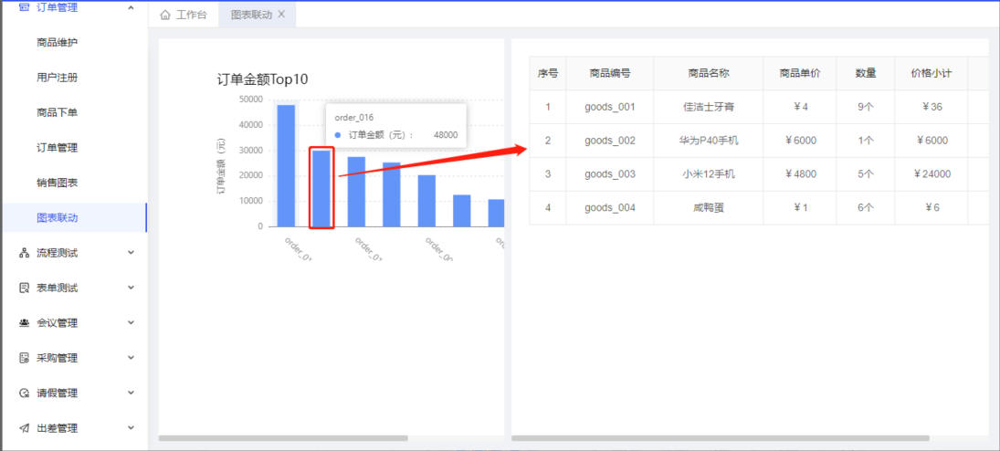 订单管理
商品维护
用户注册
商品下单
订单管理
销售图表
图表联动
流程测试
表单测试
会议管理
采购管理
请假管理
出差管理
工作台 图表联动 X
订单金额Top10
订单金额（元）
50000
40000
30000
20000
10000
0
order_016
订单金额（元）: 48000
order_01
order_01
order_00
序号 商品编号 商品名称 商品单价 数量 价格小计
1 goods_001 佳洁士牙膏 ￥4 9个 ￥36
2 goods_002 华为P40手机 ￥6000 1个 ￥6000
3 goods_003 小米12手机 ￥4800 5个 ￥24000
4 goods_004 咸鸭蛋 ￥1 6个 ￥6